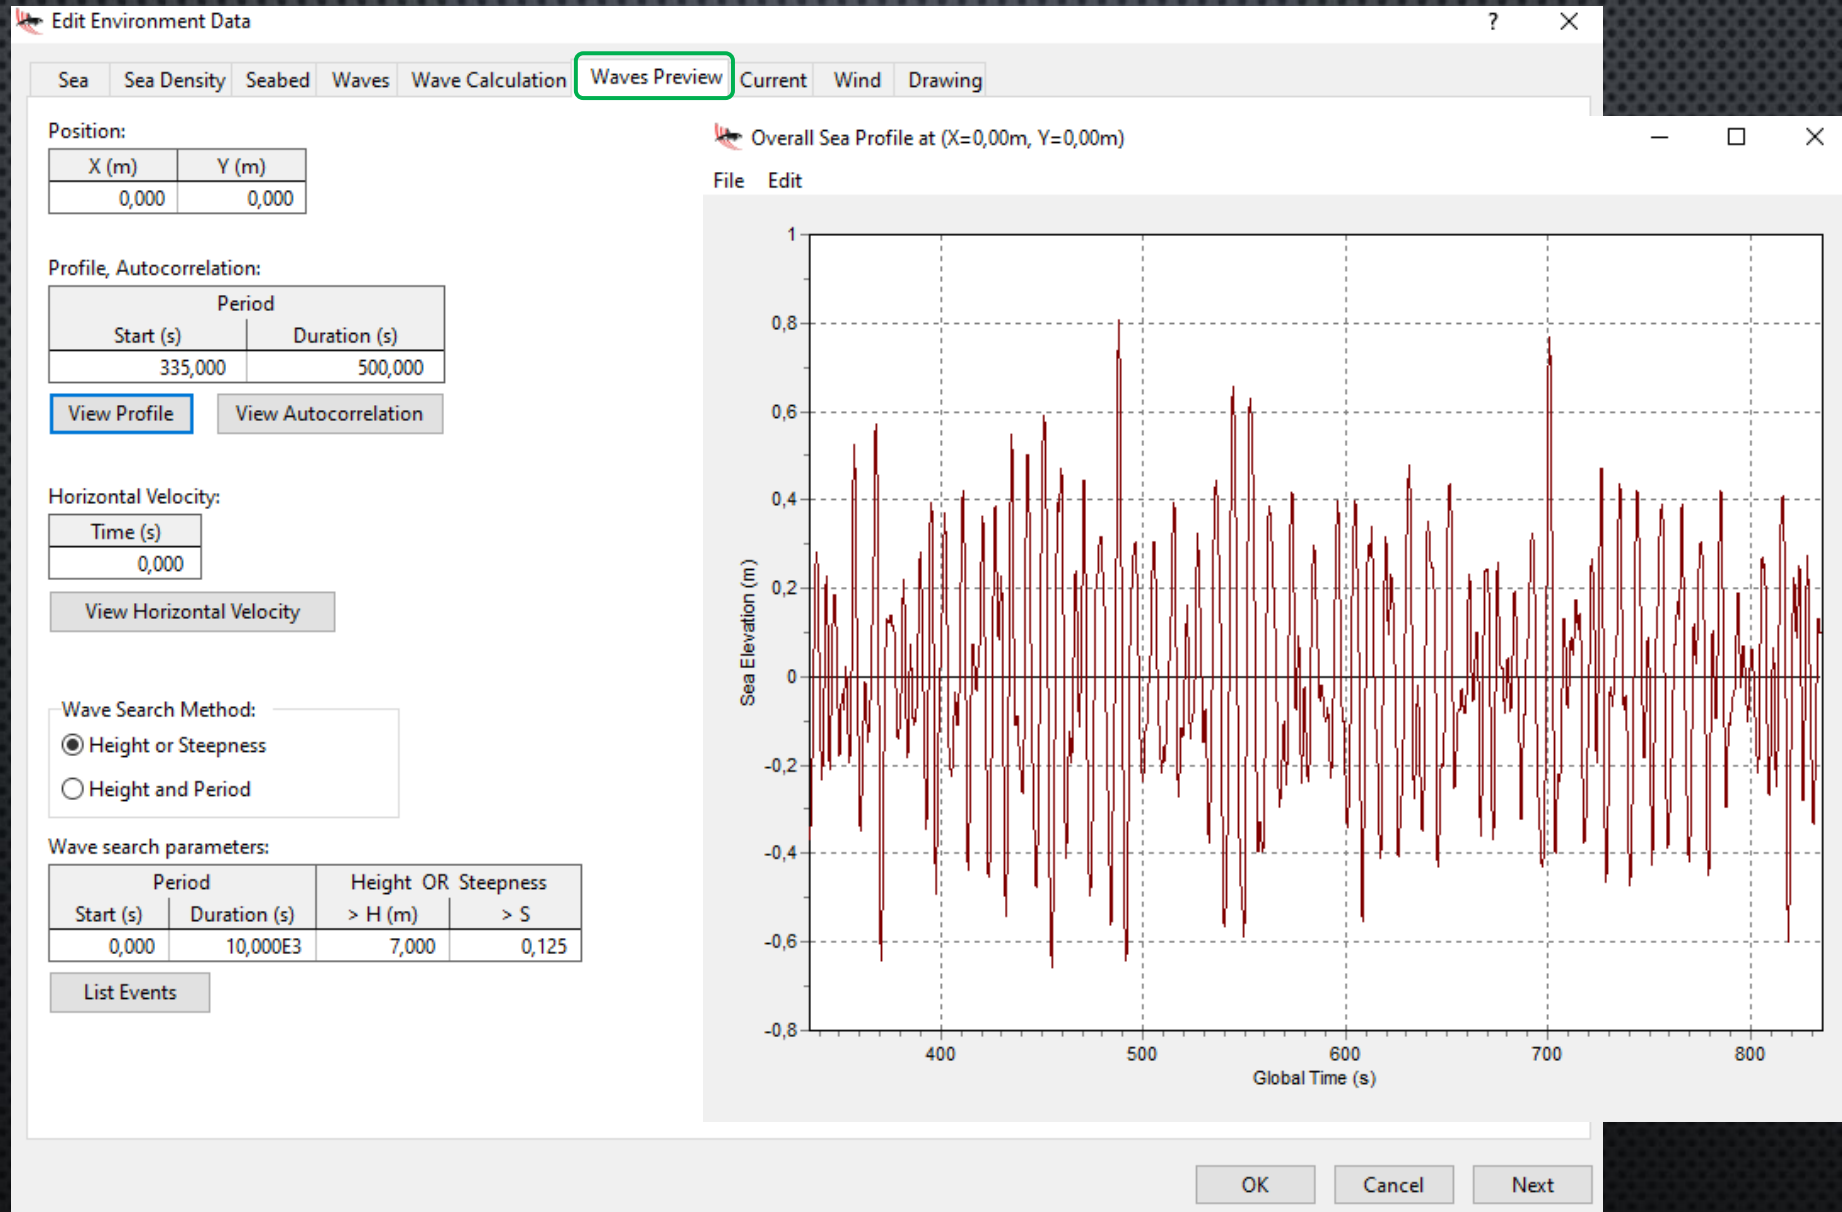 Edit Environment Data
?
Sea Sea Density Seabed Waves Wave Calculation Waves Preview Current Wind Drawing
Position:
X (m) Y (m)
0,000 0,000
Profile, Autocorrelation:
Period
Start (s) Duration (s)
335,000 500,000
View Profile View Autocorrelation
Horizontal Velocity:
Time (s)
0,000
View Horizontal Velocity
Wave Search Method:
Height or Steepness
Height and Period
Wave search parameters:
Period Height OR Steepness
Start (s) Duration (s) > H (m) > S
0,000 10,000E3 7,000 0,125
List Events
Overall Sea Profile at (X=0,00m, Y=0,00m)
File Edit
1
0,8
0,6
0,4
0,2
0
-0,2
-0,4
-0,6
-0,8
Sea Elevation (m)
400 500 600 700 800
Global Time (s)
OK Cancel Next